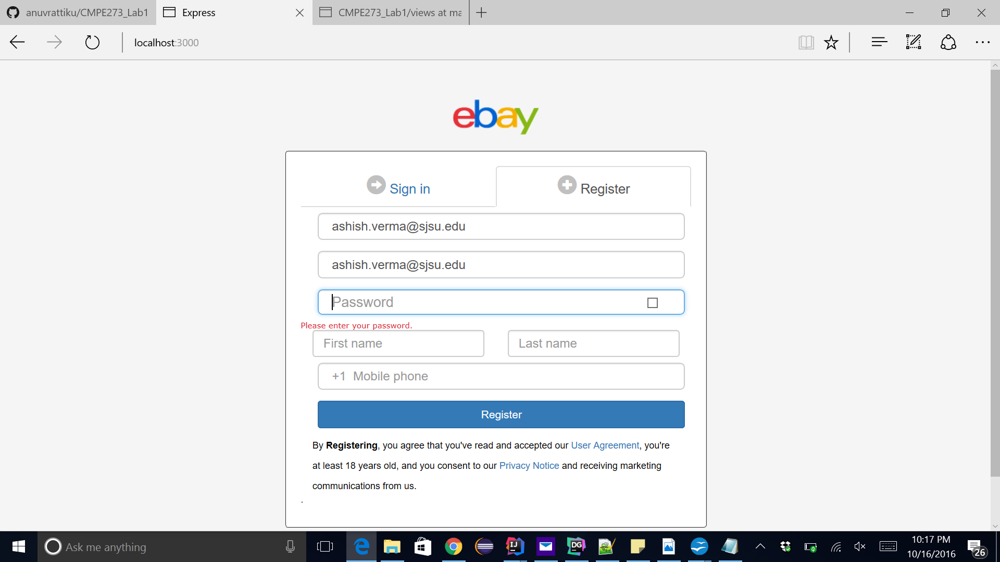 anuvrattiku/CMPE273_Lab1
Express
CMPE273_Lab1/views at ma
localhost:3000
ebay
Sign in
Register
ashish.verma@sjsu.edu
ashish.verma@sjsu.edu
Password
Please enter your password.
First name
Last name
+1 Mobile phone
Register
By Registering, you agree that you've read and accepted our User Agreement, you're
at least 18 years old, and you consent to our Privacy Notice and receiving marketing
communications from us.
.
Ask me anything
IJ
DG
10:17 PM
10/16/2016
26